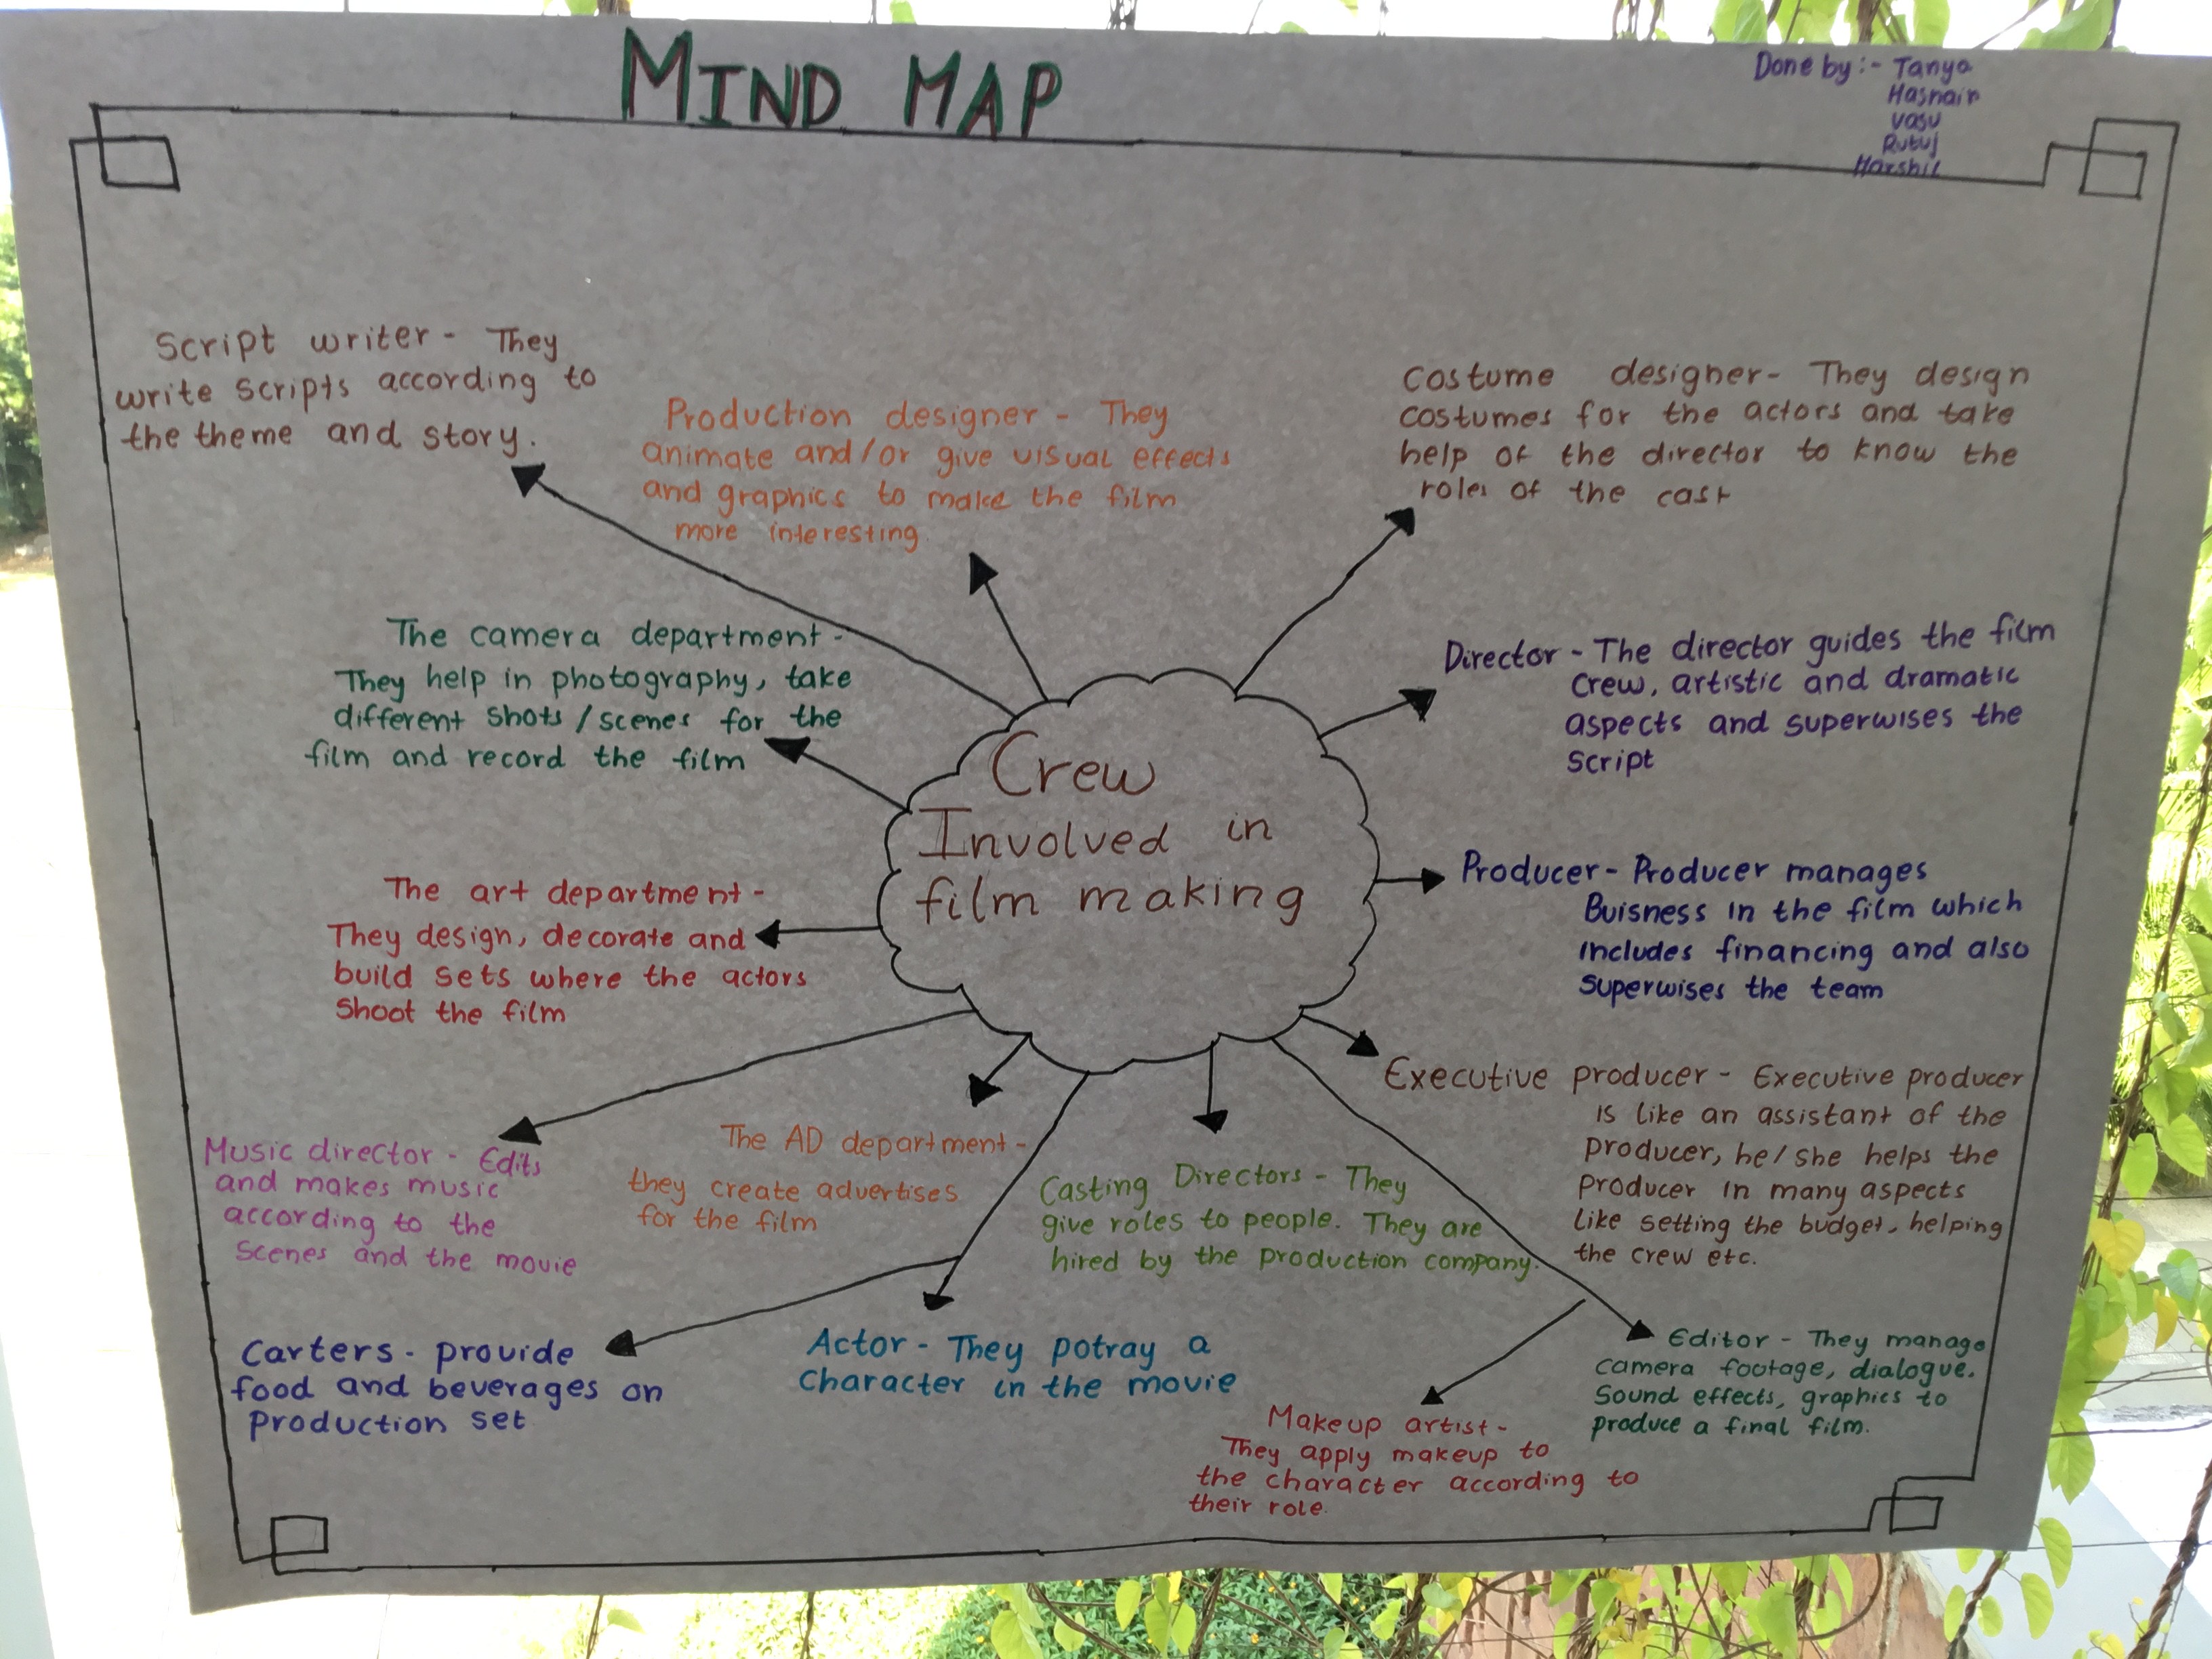 MIND MAP
Done by:- Tanya
Hasnain
Vasu
Rutuj
Harshil
Script writer - They
write scripts according to
the theme and story.
Production designer - They
animate and/or give visual effects
and graphics to make the film
more interesting.
Costume designer- They design
costumes for the actors and take
help of the director to know the
roles of the cast
The camera department -
They help in photography, take
different shots/scenes for the
film and record the film
Director - The director guides the film
crew, artistic and dramatic
aspects and superwises the
script
Crew
Involved in
film making
Producer - Producer manages
Buisness in the film which
includes financing and also
superwises the team
The art department -
They design, decorate and
build sets where the actors
shoot the film
Executive producer - Executive producer
is like an assistant of the
producer, he/she helps the
producer in many aspects
like setting the budget, helping
the crew etc.
Music director - Edits
and makes music
according to the
scenes and the movie
The AD department -
they create advertises
for the film
Casting Directors - They
give roles to people. They are
hired by the production company.
Carters - provide
food and beverages on
production set
Actor - They potray a
character in the movie
Makeup artist -
They apply makeup to
the character according to
their role.
Editor - They manage
camera footage, dialogue,
sound effects, graphics to
produce a final film.